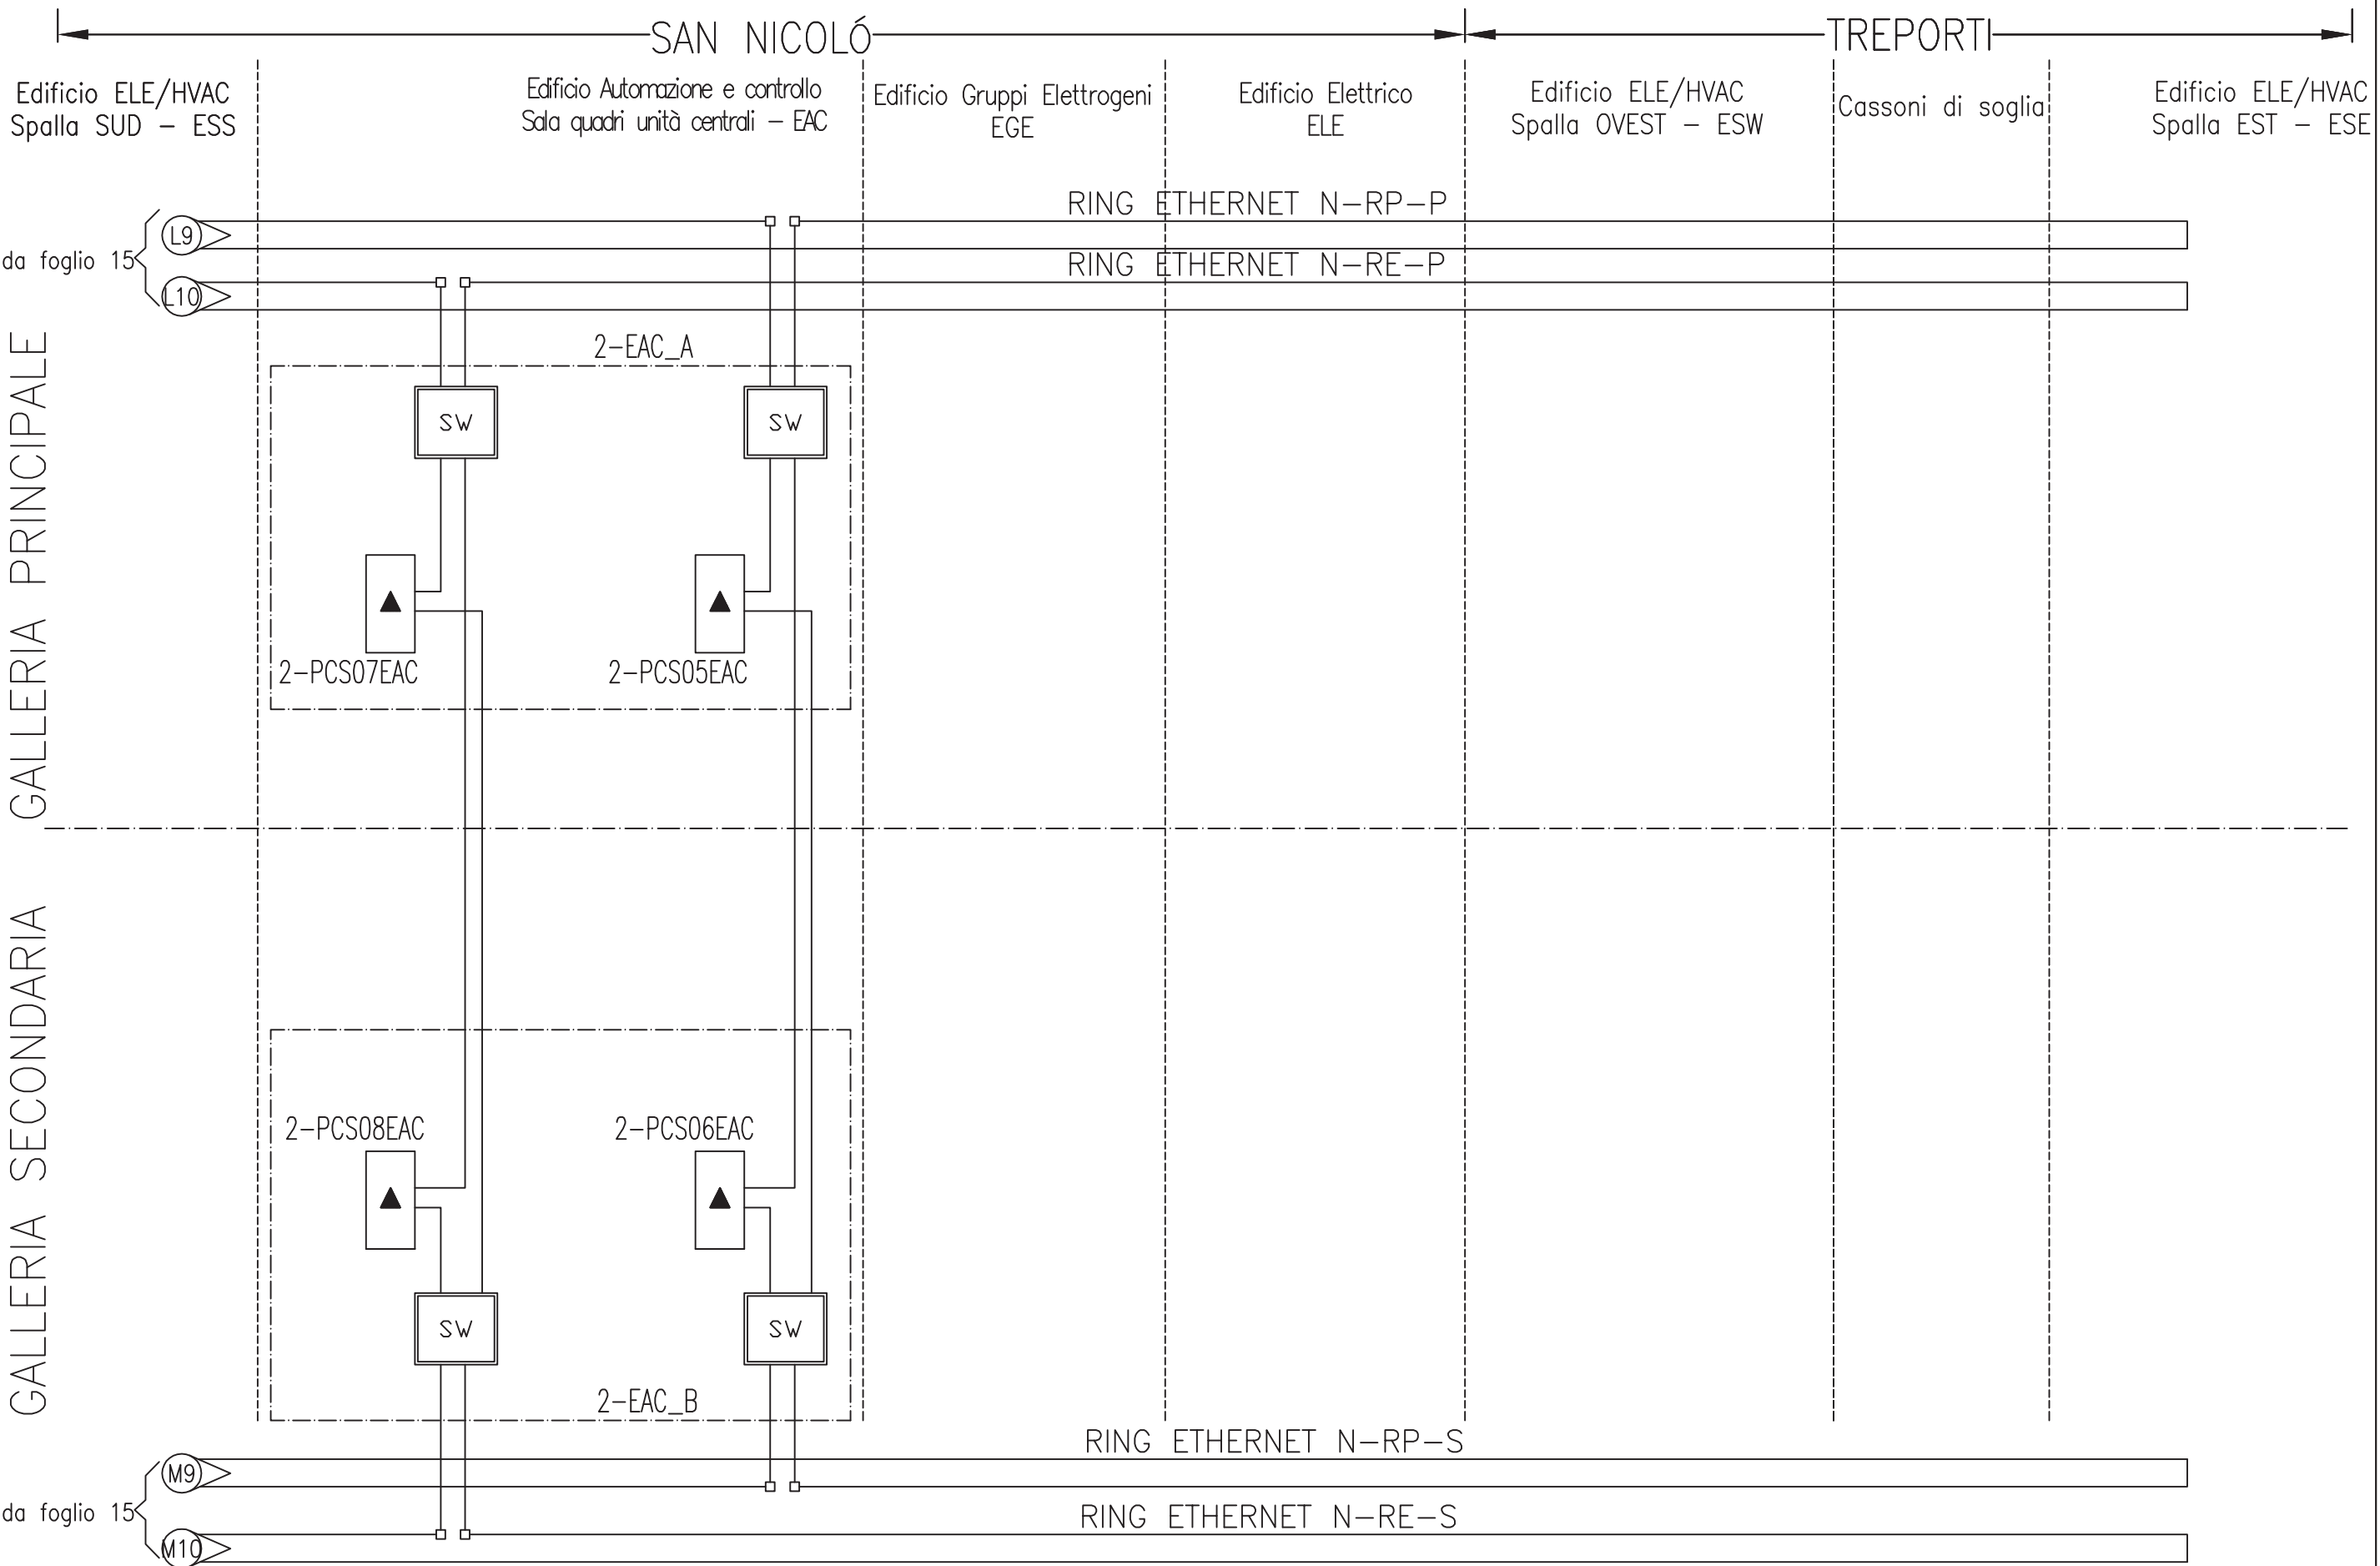 SAN NICOLÓ
TREPORTI
Edificio ELE/HVAC
Spalla SUD - ESS
Edificio Automazione e controllo
Sala quadri unità centrali - EAC
Edificio Gruppi Elettrogeni
EGE
Edificio Elettrico
ELE
Edificio ELE/HVAC
Spalla OVEST - ESW
Cassoni di soglia
Edificio ELE/HVAC
Spalla EST - ESE
RING ETHERNET N-RP-P
L9
da foglio 15
RING ETHERNET N-RE-P
L10
GALLERIA PRINCIPALE
2-EAC_A
SW
SW
2-PCS07EAC
2-PCS05EAC
GALLERIA SECONDARIA
2-PCS08EAC
2-PCS06EAC
SW
SW
2-EAC_B
RING ETHERNET N-RP-S
M9
da foglio 15
RING ETHERNET N-RE-S
M10